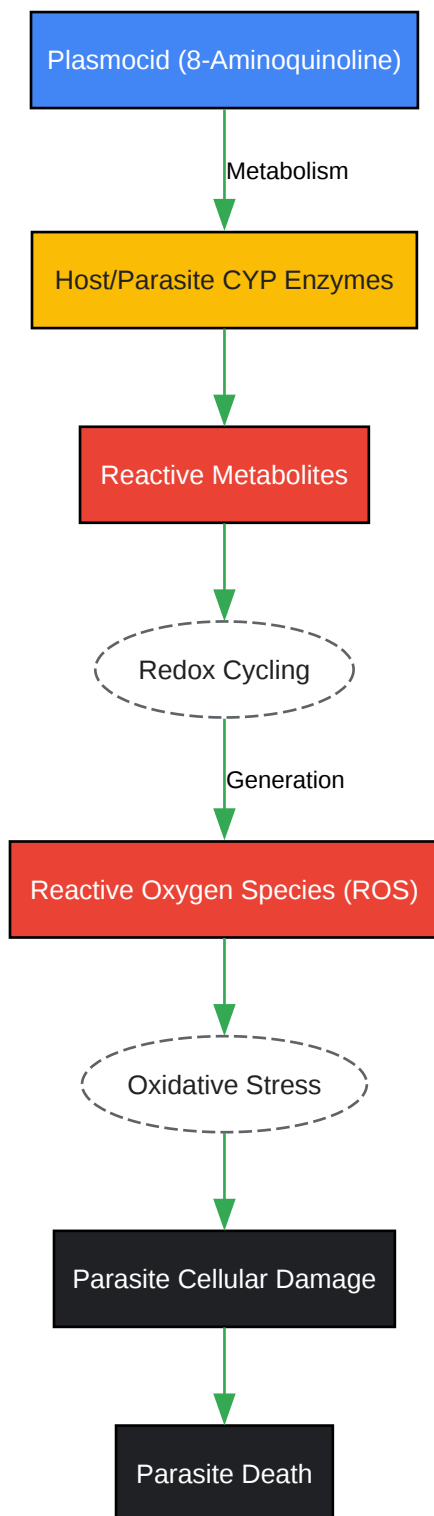 Plasmocid (8-Aminoquinoline)
Metabolism
Host/Parasite CYP Enzymes
Reactive Metabolites
Redox Cycling
Generation
Reactive Oxygen Species (ROS)
Oxidative Stress
Parasite Cellular Damage
Parasite Death